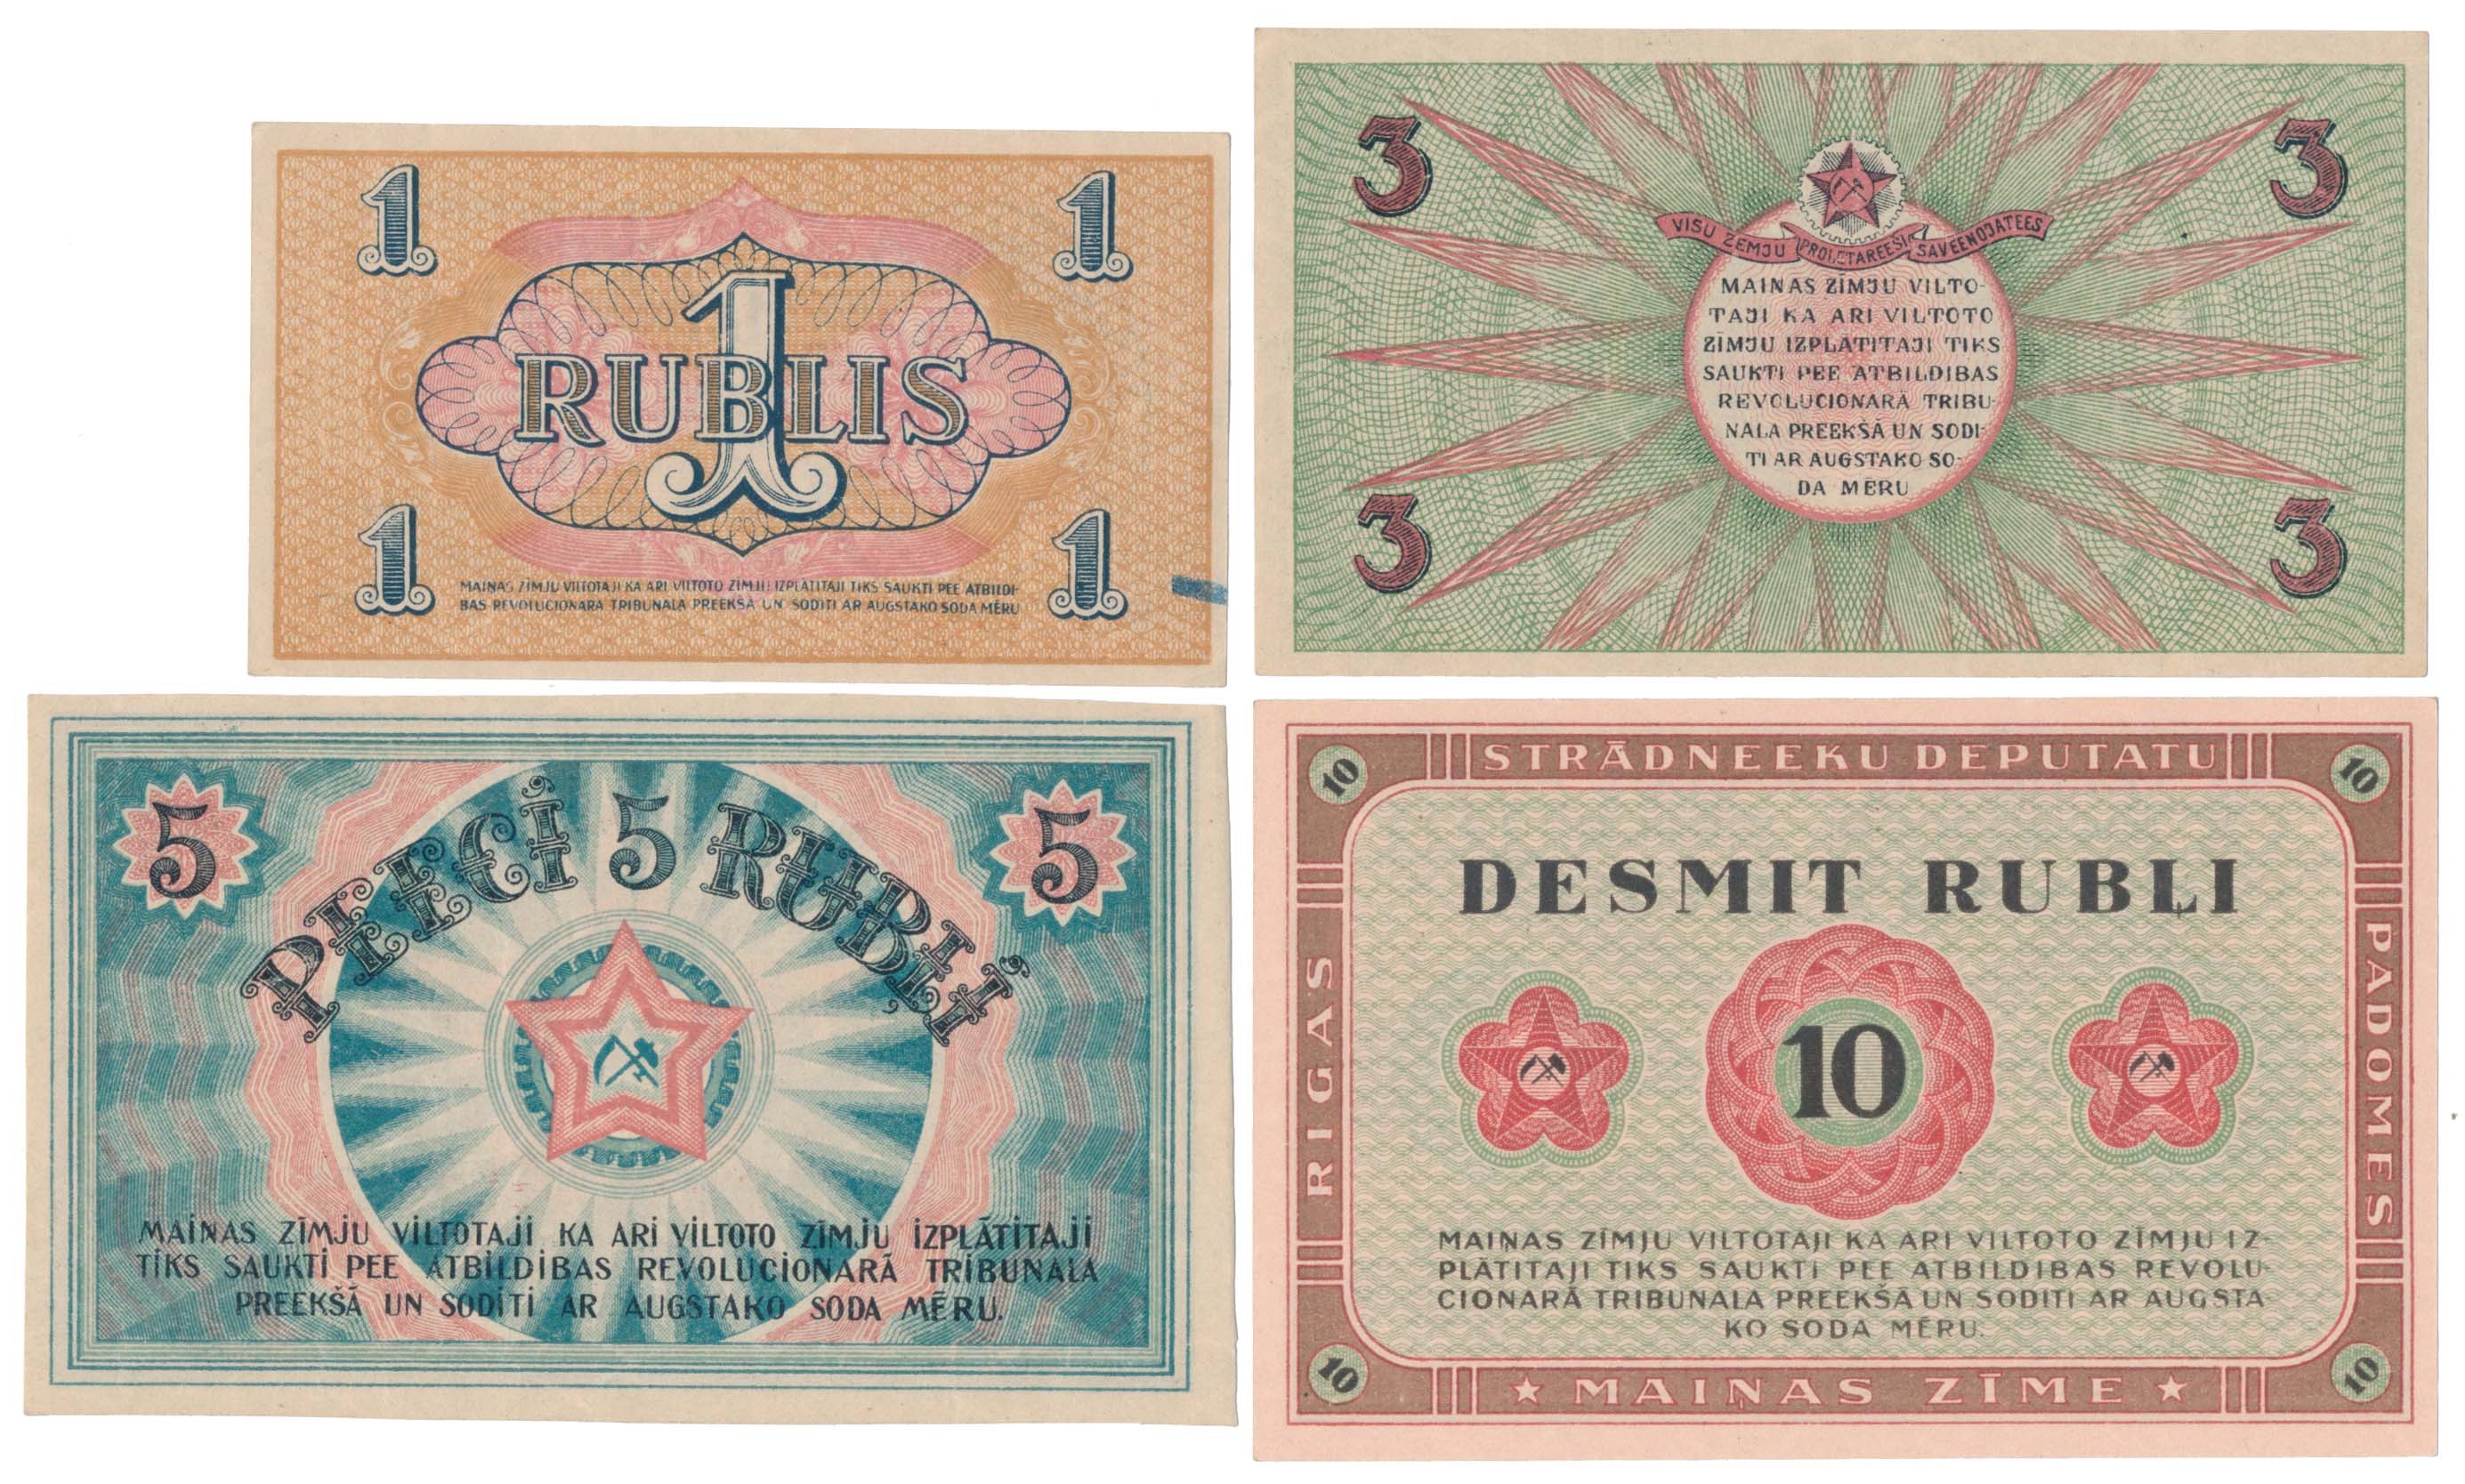 1 1
1
RUBLIS
1 1
MAIŅAS ZĪMJU VILTOTAJI KA ARI VILTOTO ZĪMJU IZPLĀTITAJI TIKS SAUKTI PEE ATBILDI-
BAS REVOLUCIONARĀ TRIBUNALA PREEKŠĀ UN SODITI AR AUGSTAKO SODA MĒRU
3 3
VISU ZEMJU PROLETAREEŠI SAVEENOJATEES
MAIŅAS ZĪMJU VILTO-
TAJI KA ARI VILTOTO
ZĪMJU IZPLĀTITAJI TIKS
SAUKTI PEE ATBILDIBAS
REVOLUCIONARĀ TRIBU-
NALA PREEKŠĀ UN SODI-
TI AR AUGSTAKO SO-
DA MĒRU
3 3
5 PEECI 5 RUBĻI 5
MAIŅAS ZĪMJU VILTOTAJI KA ARI VILTOTO ZĪMJU IZPLĀTITAJI
TIKS SAUKTI PEE ATBILDIBAS REVOLUCIONARĀ TRIBUNALA
PREEKŠĀ UN SODITI AR AUGSTAKO SODA MĒRU.
10 STRĀDNEEKU DEPUTATU 10
DESMIT RUBĻI
RIGAS
10
PADOMES
MAIŅAS ZĪMJU VILTOTAJI KA ARI VILTOTO ZĪMJU IZ-
PLĀTITAJI TIKS SAUKTI PEE ATBILDIBAS REVOLU-
CIONARĀ TRIBUNALA PREEKŠĀ UN SODITI AR AUGSTA-
KO SODA MĒRU.
10 ★ MAIŅAS ZĪME ★ 10